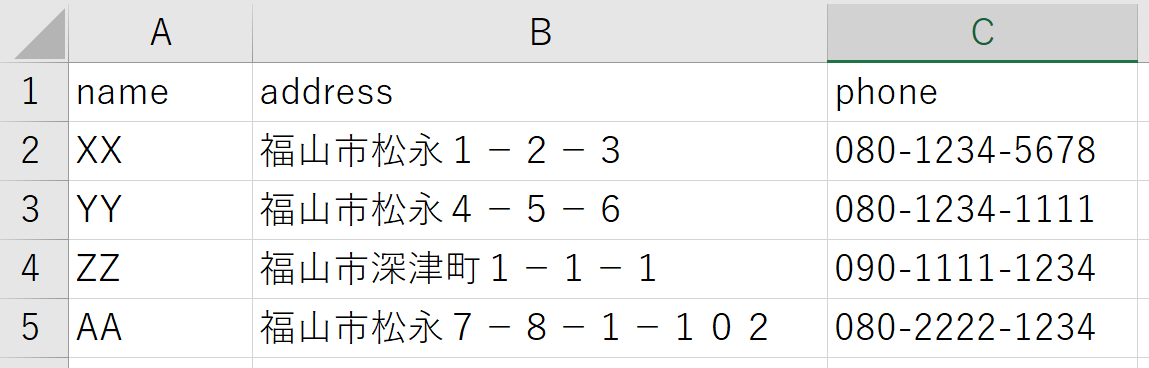 A B C
1 name address phone
2 XX 福山市松永１－２－３ 080-1234-5678
3 YY 福山市松永４－５－６ 080-1234-1111
4 ZZ 福山市深津町１－１－１ 090-1111-1234
5 AA 福山市松永７－８－１－１０２ 080-2222-1234